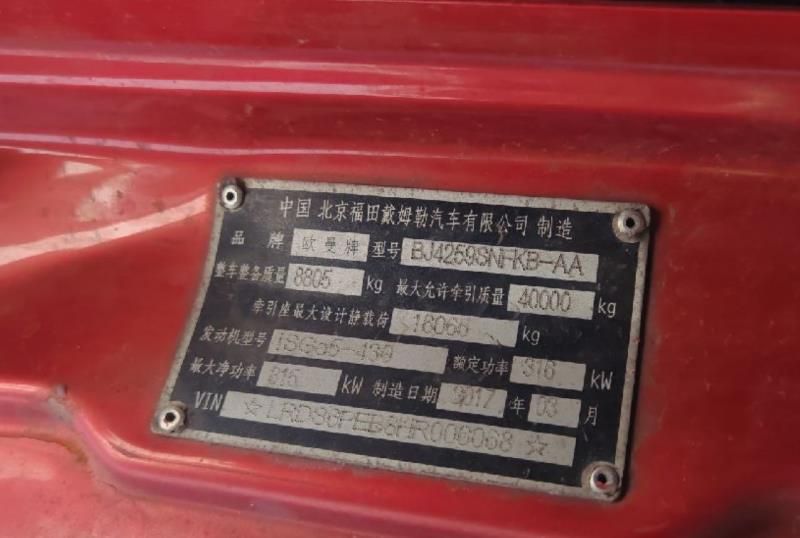 中国 北京福田戴姆勒汽车有限公司 制造
品牌 欧曼牌 型号 BJ4259SNFKB-AA
整车整备质量 8805 kg 最大允许牵引质量 40000 kg
牵引座最大设计静载荷 kg
发动机型号 额定功率 316 kW
最大净功率 kW 制造日期 2017 年 03 月
VIN